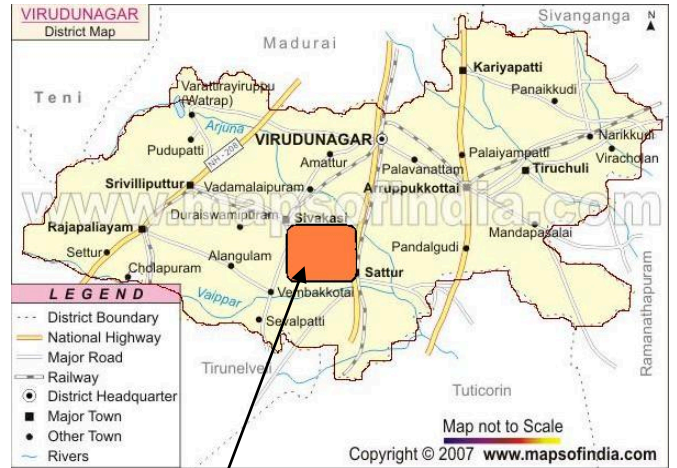 VIRUDUNAGAR
District Map
Sivanganga
N
Madurai
Kariyapatti
Teni
Varattirayiruppu
(Watrap)
Panaikkudi
Arjuna
NH - 208
VIRUDUNAGAR
Narikkudi
Pudupatti
Amattur
Palaiyampatti
Viracholan
Palavanattam
Tiruchuli
Srivilliputtur
Vadamalaipuram
Arruppukkottai
www.mapsofindia.com
Duraiswamipuram
Sivakasi
Rajapaliayam
Mandapasalai
Settur
Alangulam
Pandalgudi
Cholapuram
Sattur
Ramanathapuram
Vaippar
Vembakkotai
Sevalpatti
LEGEND
District Boundary
National Highway
Major Road
Railway
District Headquarter
Major Town
Other Town
Rivers
Tirunelveli
Tuticorin
Map not to Scale
Copyright © 2007 www.mapsofindia.com